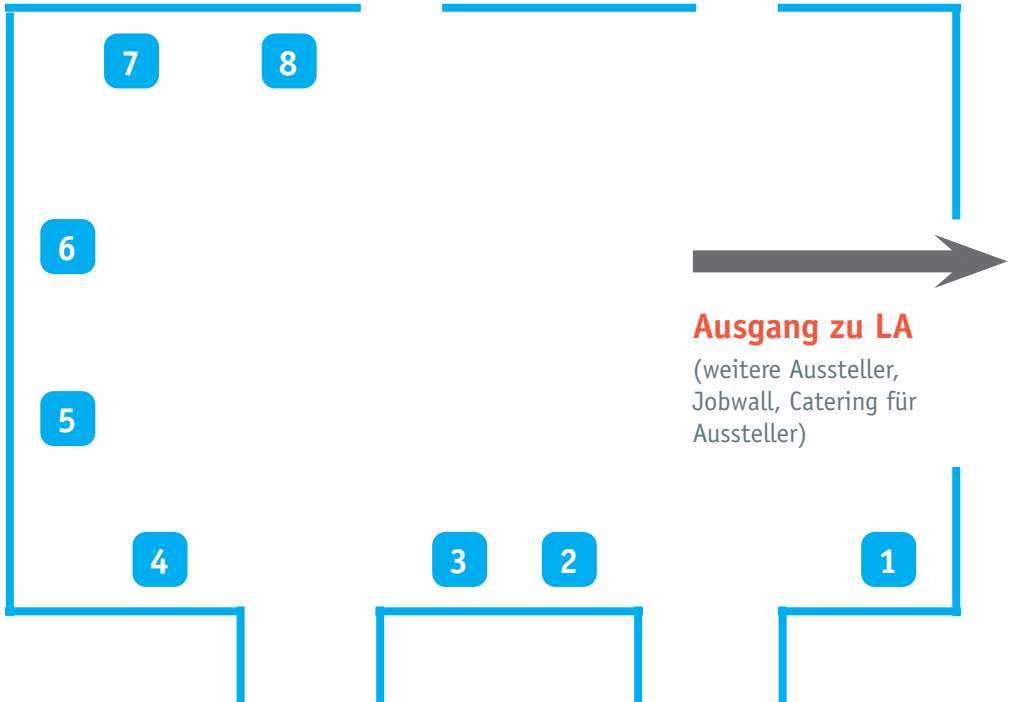 7
8
6
Ausgang zu LA
(weitere Aussteller,
Jobwall, Catering für
Aussteller)
5
4
3
2
1